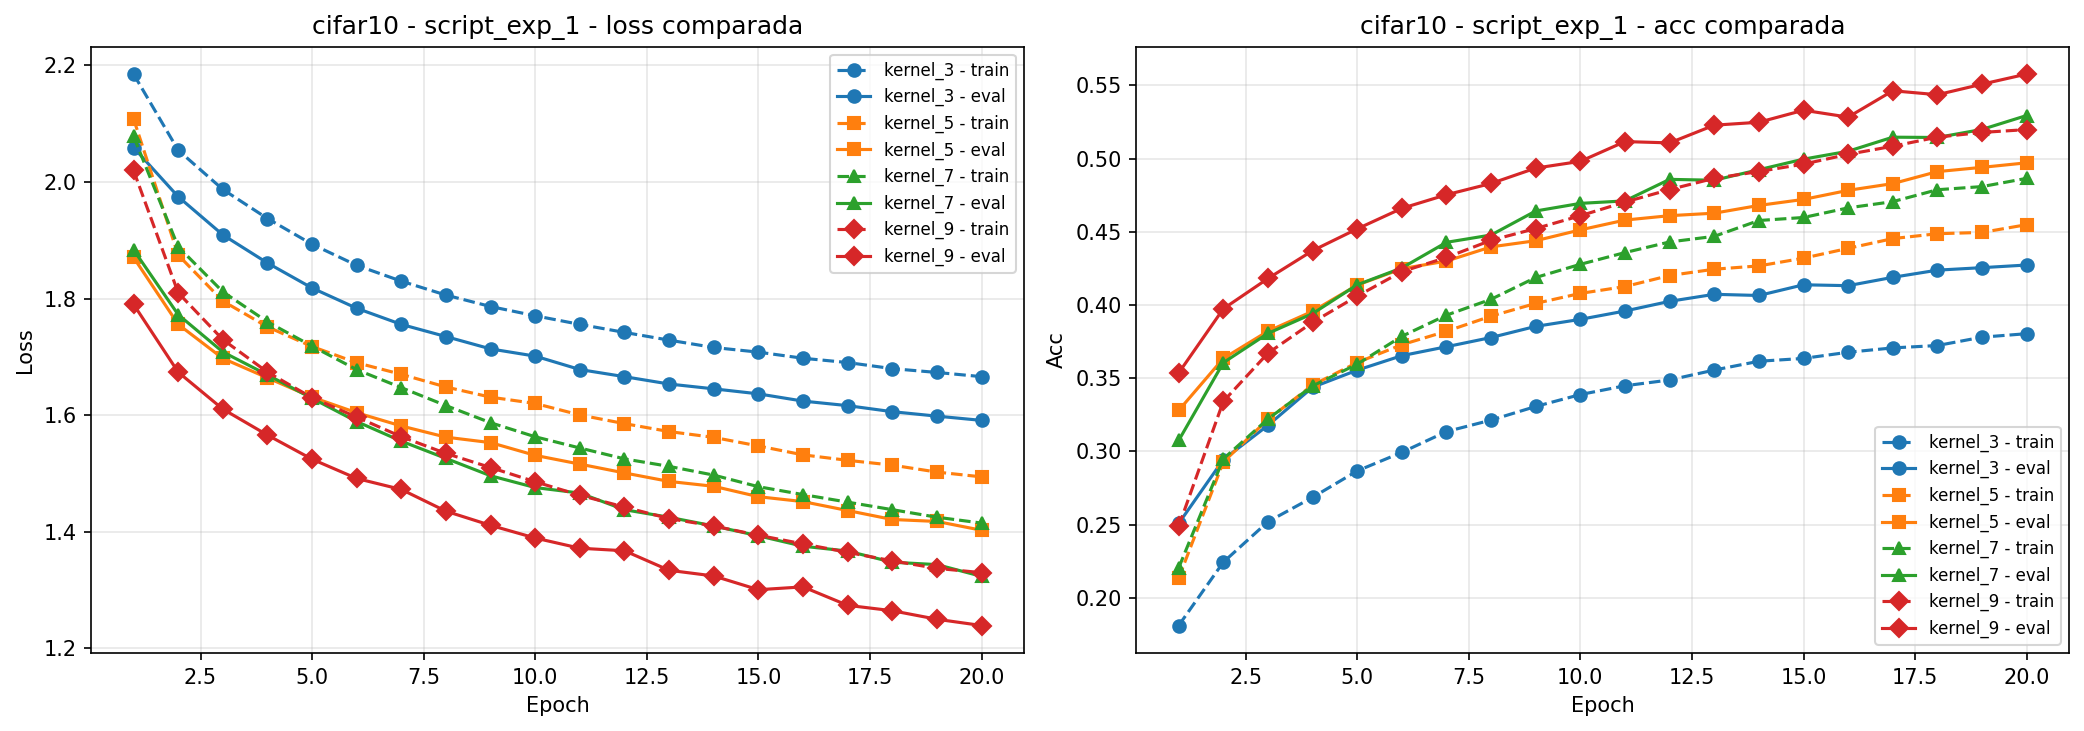 cifar10 - script_exp_1 - loss comparada
Loss
2.2
2.0
1.8
1.6
1.4
1.2
kernel_3 - train
kernel_3 - eval
kernel_5 - train
kernel_5 - eval
kernel_7 - train
kernel_7 - eval
kernel_9 - train
kernel_9 - eval
2.5 5.0 7.5 10.0 12.5 15.0 17.5 20.0
Epoch
cifar10 - script_exp_1 - acc comparada
Acc
0.55
0.50
0.45
0.40
0.35
0.30
0.25
0.20
kernel_3 - train
kernel_3 - eval
kernel_5 - train
kernel_5 - eval
kernel_7 - train
kernel_7 - eval
kernel_9 - train
kernel_9 - eval
2.5 5.0 7.5 10.0 12.5 15.0 17.5 20.0
Epoch